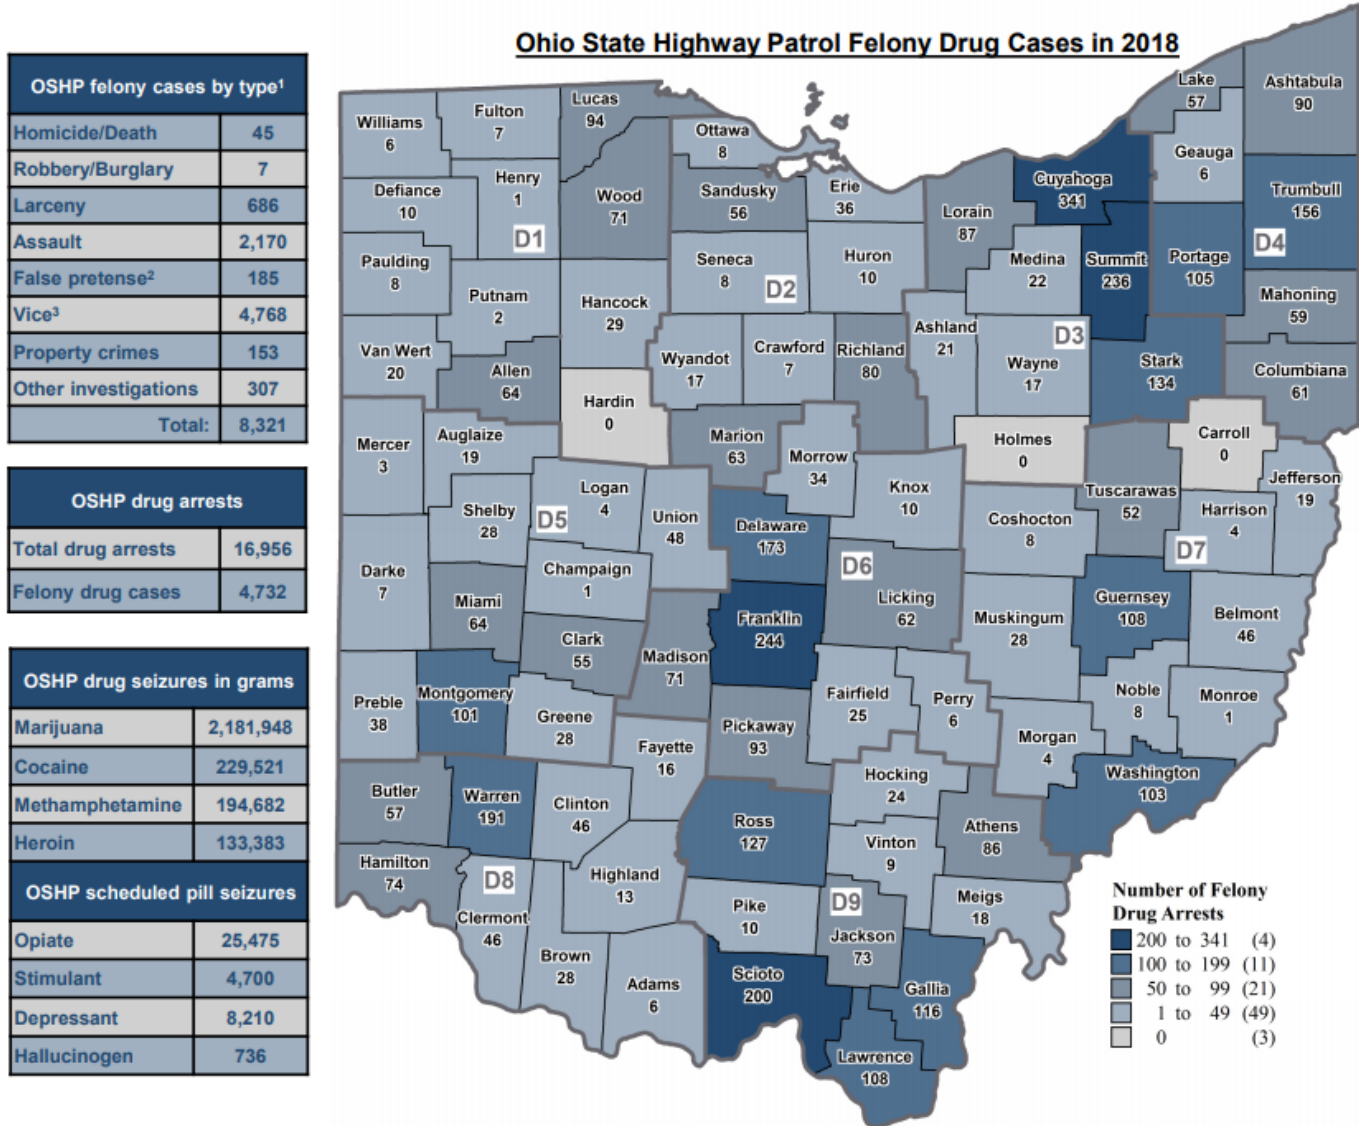 Ohio State Highway Patrol Felony Drug Cases in 2018
OSHP felony cases by type¹
Homicide/Death 45
Robbery/Burglary 7
Larceny 686
Assault 2,170
False pretense² 185
Vice³ 4,768
Property crimes 153
Other investigations 307
Total: 8,321
OSHP drug arrests
Total drug arrests 16,956
Felony drug cases 4,732
OSHP drug seizures in grams
Marijuana 2,181,948
Cocaine 229,521
Methamphetamine 194,682
Heroin 133,383
OSHP scheduled pill seizures
Opiate 25,475
Stimulant 4,700
Depressant 8,210
Hallucinogen 736
Williams
6
Fulton
7
Lucas
94
Defiance
10
Henry
1
Wood
71
D1
Paulding
8
Putnam
2
Hancock
29
Van Wert
20
Allen
64
Hardin
0
Ottawa
8
Sandusky
56
Erie
36
Seneca
8
D2
Huron
10
Wyandot
17
Crawford
7
Richland
80
Marion
63
Lorain
87
Cuyahoga
341
Medina
22
Summit
236
Ashland
21
Wayne
17
D3
Stark
134
Holmes
0
Lake
57
Ashtabula
90
Geauga
6
Trumbull
156
Portage
105
D4
Mahoning
59
Columbiana
61
Carroll
0
Mercer
3
Auglaize
19
Shelby
28
D5
Logan
4
Union
48
Darke
7
Miami
64
Champaign
1
Clark
55
Madison
71
Preble
38
Montgomery
101
Greene
28
Morrow
34
Knox
10
Delaware
173
D6
Franklin
244
Licking
62
Pickaway
93
Fairfield
25
Perry
6
Coshocton
8
Tuscarawas
52
Harrison
4
Jefferson
19
D7
Muskingum
28
Guernsey
108
Belmont
46
Noble
8
Monroe
1
Morgan
4
Washington
103
Fayette
16
Butler
57
Warren
191
Clinton
46
Hamilton
74
D8
Clermont
46
Highland
13
Brown
28
Adams
6
Hocking
24
Ross
127
Vinton
9
Athens
86
Pike
10
D9
Jackson
73
Meigs
18
Scioto
200
Gallia
116
Lawrence
108
Number of Felony
Drug Arrests
200 to 341 (4)
100 to 199 (11)
50 to 99 (21)
1 to 49 (49)
0 (3)